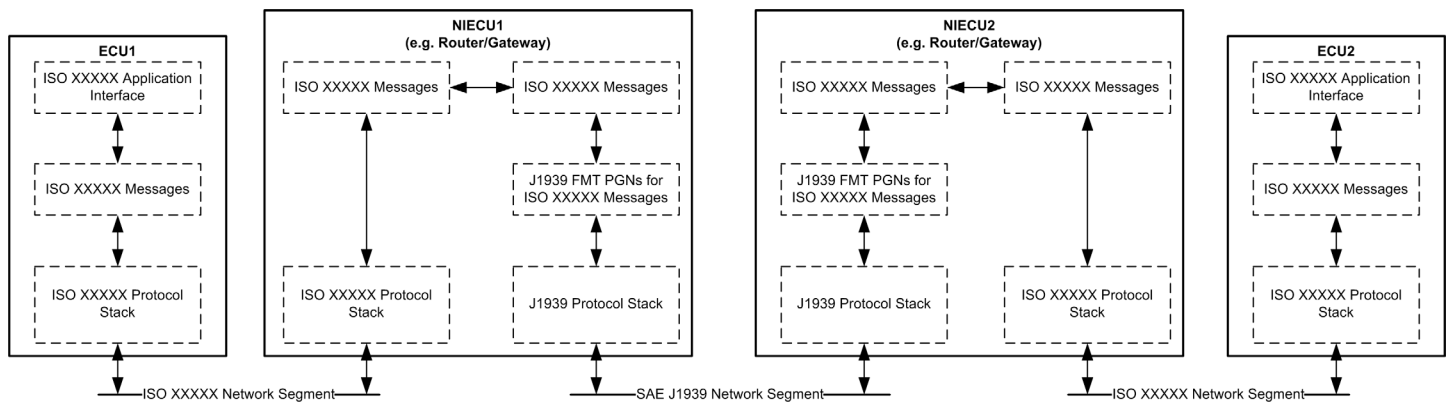 ECU1
ISO XXXXX Application
Interface
ISO XXXXX Messages
ISO XXXXX Protocol
Stack
NIECU1
(e.g. Router/Gateway)
ISO XXXXX Messages
ISO XXXXX Protocol
Stack
ISO XXXXX Messages
J1939 FMT PGNs for
ISO XXXXX Messages
J1939 Protocol Stack
NIECU2
(e.g. Router/Gateway)
ISO XXXXX Messages
J1939 FMT PGNs for
ISO XXXXX Messages
J1939 Protocol Stack
ISO XXXXX Messages
ISO XXXXX Protocol
Stack
ECU2
ISO XXXXX Application
Interface
ISO XXXXX Messages
ISO XXXXX Protocol
Stack
ISO XXXXX Network Segment
SAE J1939 Network Segment
ISO XXXXX Network Segment